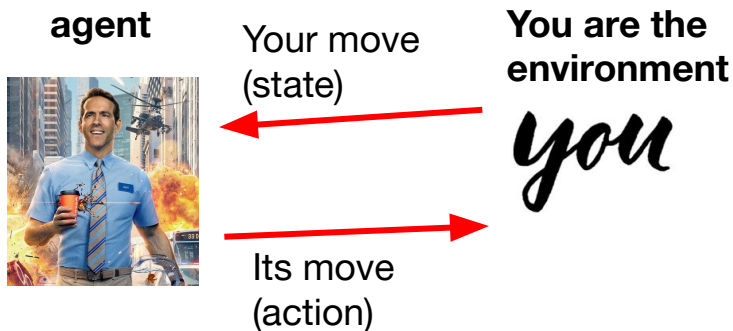 agent
Your move
(state)
You are the
environment
you
Its move
(action)